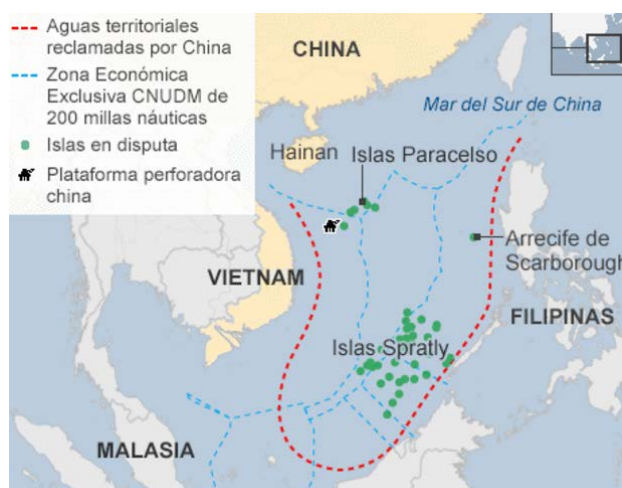 Aguas territoriales
reclamadas por China
Zona Económica
Exclusiva CNUDM de
200 millas náuticas
Islas en disputa
Plataforma perforadora
china
CHINA
Mar del Sur de China
Hainan
Islas Paracelso
Arrecife de
Scarborough
VIETNAM
FILIPINAS
Islas Spratly
MALASIA